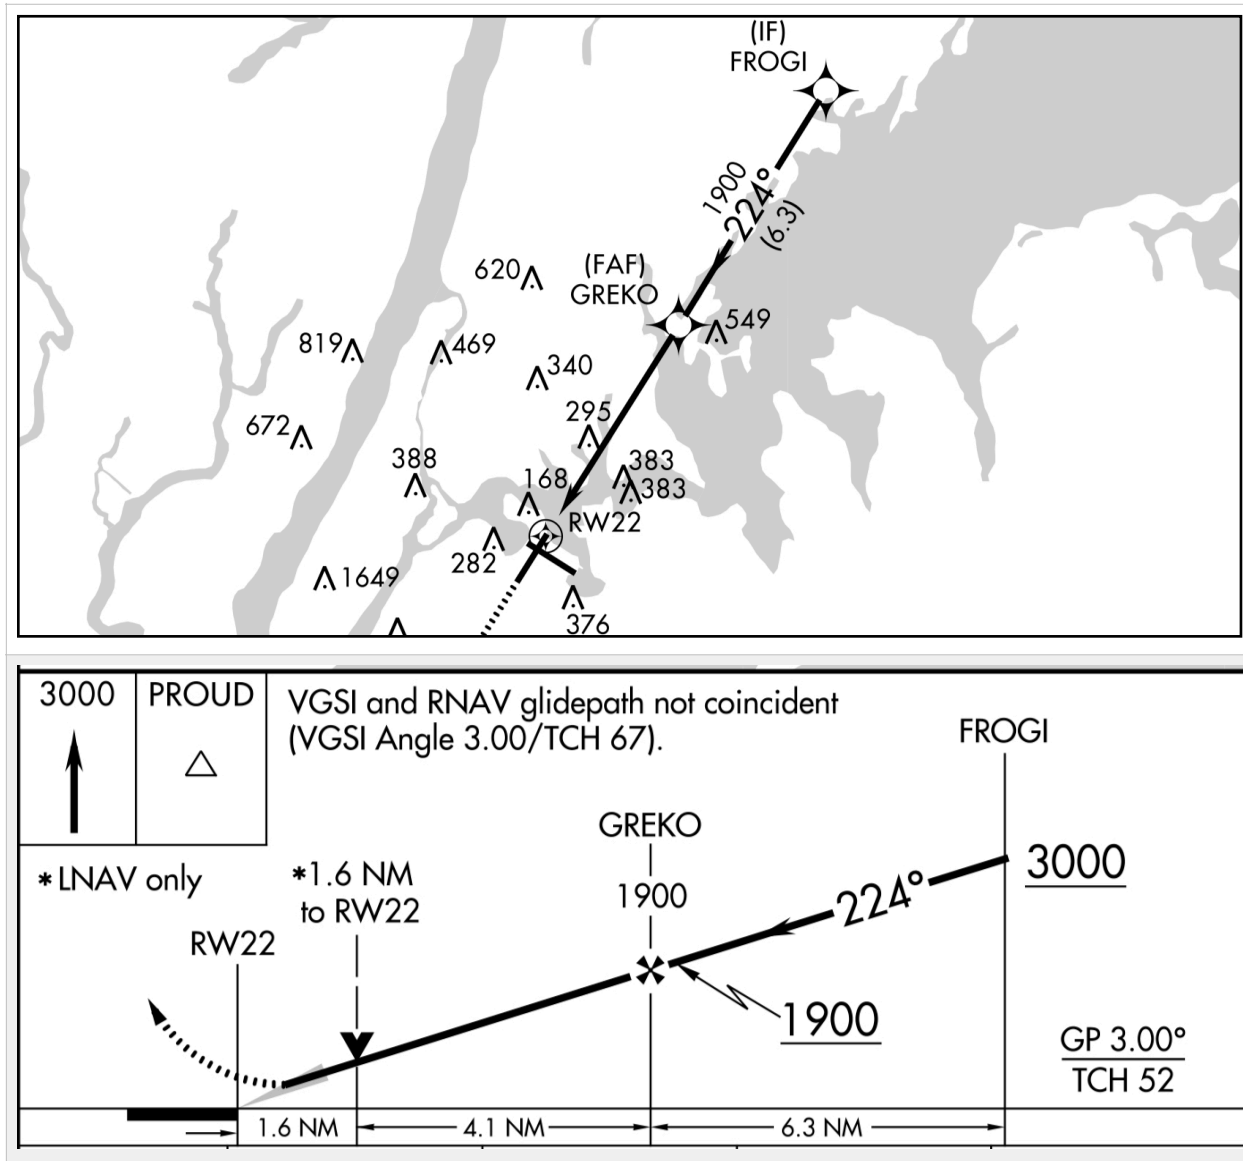 (IF)
FROGI
1900
224°
(6.3)
(FAF)
GREKO
620
549
819
469
340
672
295
388
383
383
168
RW22
282
1649
376
3000
PROUD
VGSI and RNAV glidepath not coincident
(VGSI Angle 3.00/TCH 67).
FROGI
GREKO
*LNAV only
*1.6 NM
to RW22
1900
224°
3000
RW22
1900
GP 3.00°
TCH 52
1.6 NM
4.1 NM
6.3 NM